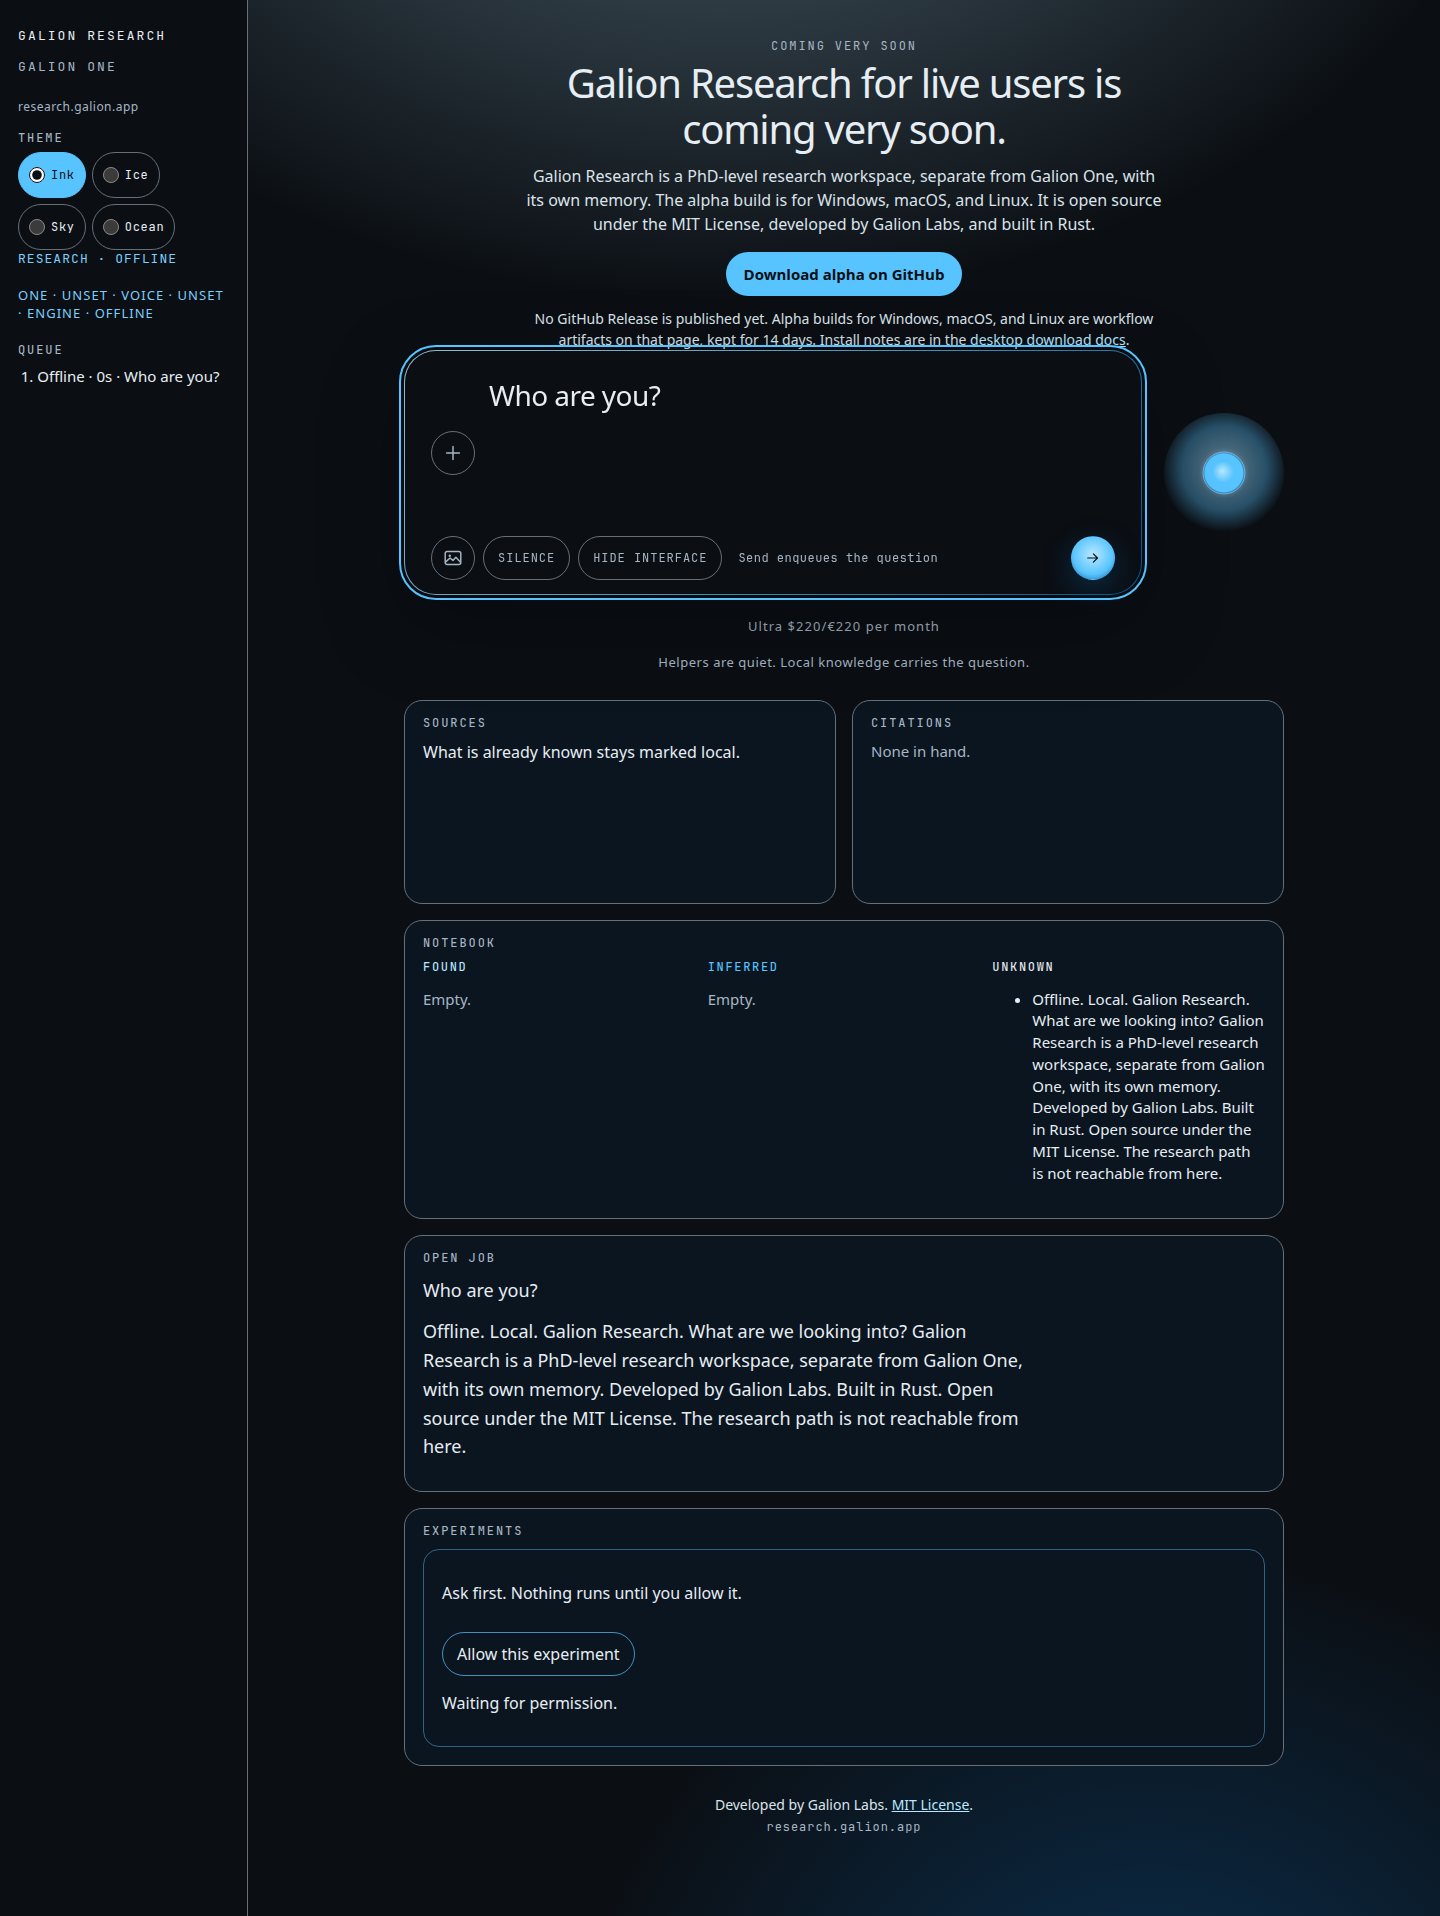 GALION RESEARCH
GALION ONE
research.galion.app
THEME
Ink
Ice
Sky
Ocean
RESEARCH · OFFLINE
ONE · UNSET · VOICE · UNSET
· ENGINE · OFFLINE
QUEUE
1. Offline · 0s · Who are you?
COMING VERY SOON
Galion Research for live users is
coming very soon.
Galion Research is a PhD-level research workspace, separate from Galion One, with
its own memory. The alpha build is for Windows, macOS, and Linux. It is open source
under the MIT License, developed by Galion Labs, and built in Rust.
Download alpha on GitHub
No GitHub Release is published yet. Alpha builds for Windows, macOS, and Linux are workflow
artifacts on that page, kept for 14 days. Install notes are in the desktop download docs.
Who are you?
SILENCE
HIDE INTERFACE
Send enqueues the question
Ultra $220/€220 per month
Helpers are quiet. Local knowledge carries the question.
SOURCES
What is already known stays marked local.
CITATIONS
None in hand.
NOTEBOOK
FOUND
Empty.
INFERRED
Empty.
UNKNOWN
• Offline. Local. Galion Research.
What are we looking into? Galion
Research is a PhD-level research
workspace, separate from Galion
One, with its own memory.
Developed by Galion Labs. Built
in Rust. Open source under the
MIT License. The research path
is not reachable from here.
OPEN JOB
Who are you?
Offline. Local. Galion Research. What are we looking into? Galion
Research is a PhD-level research workspace, separate from Galion One,
with its own memory. Developed by Galion Labs. Built in Rust. Open
source under the MIT License. The research path is not reachable from
here.
EXPERIMENTS
Ask first. Nothing runs until you allow it.
Allow this experiment
Waiting for permission.
Developed by Galion Labs. MIT License.
research.galion.app